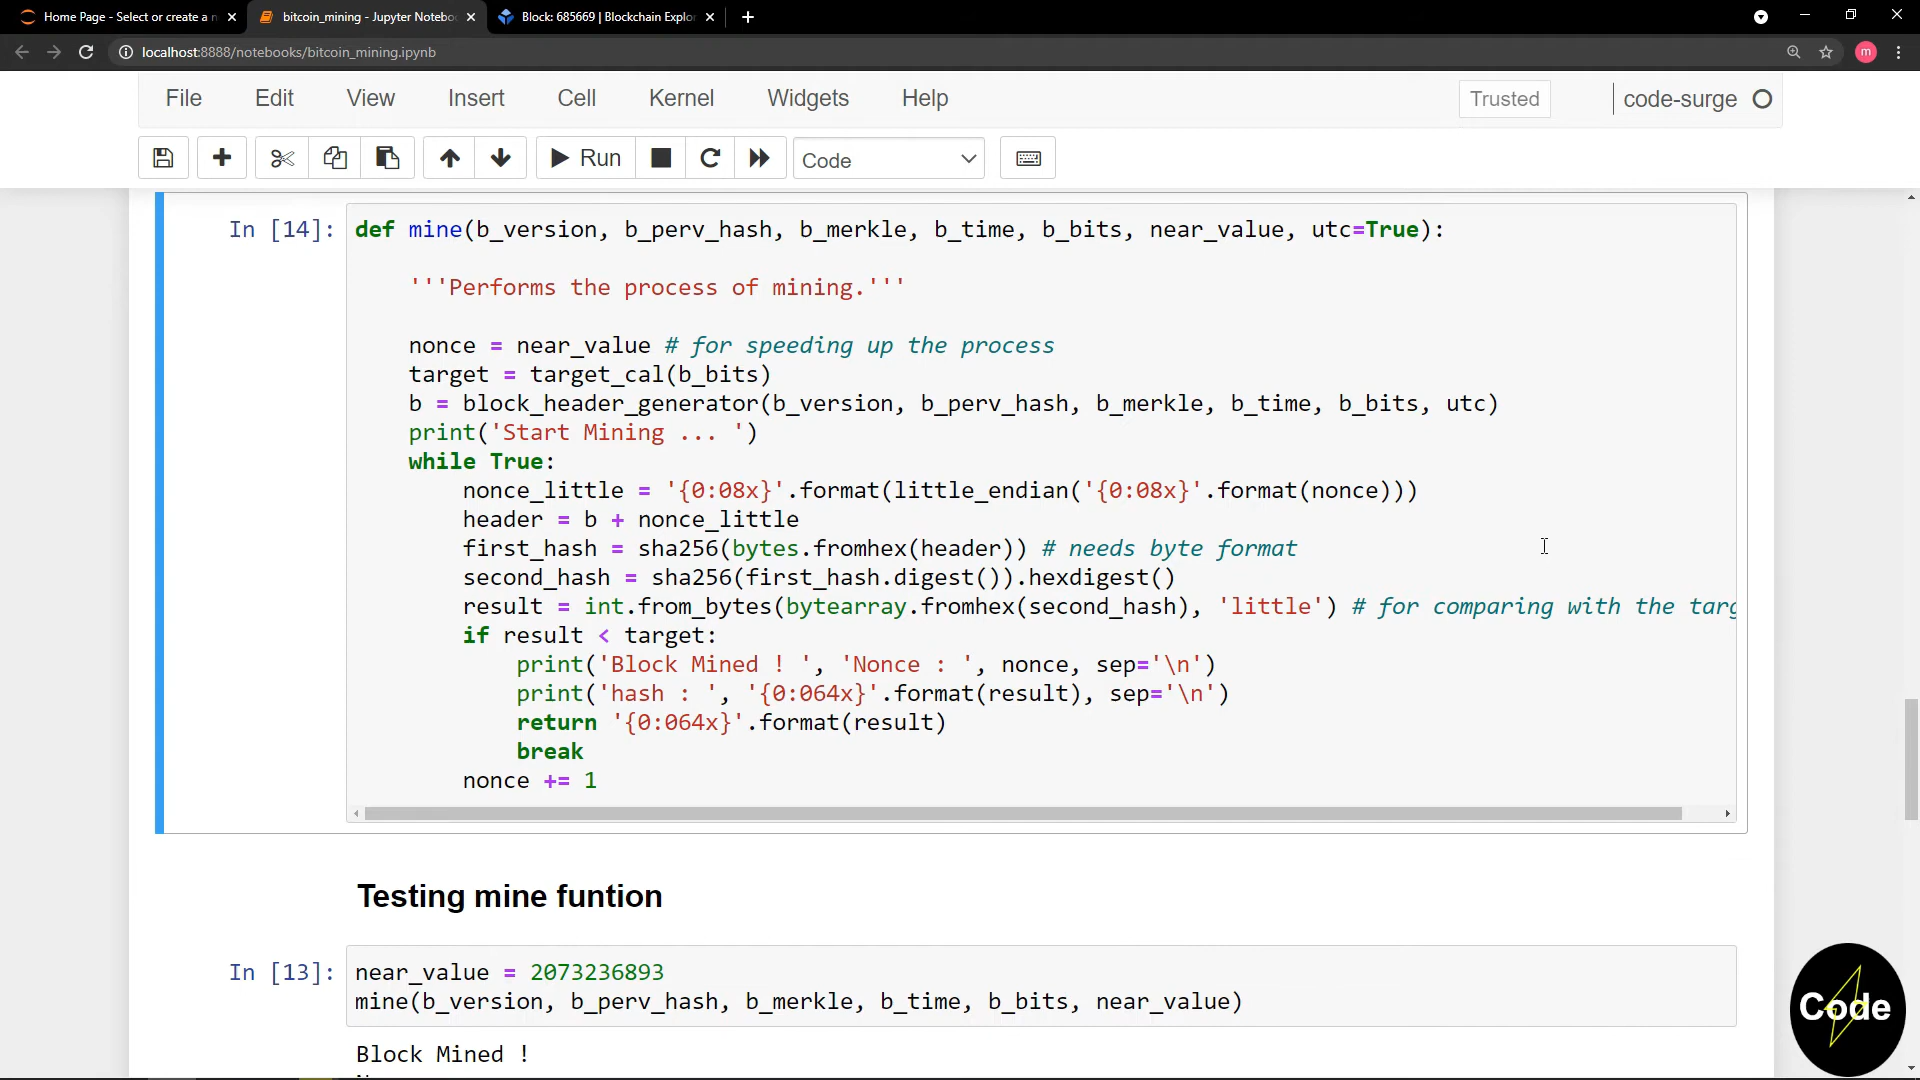 Home Page - Select or create a n
bitcoin_mining - Jupyter Notebo
Block: 685669 | Blockchain Explo
localhost:8888/notebooks/bitcoin_mining.ipynb
m
File Edit View Insert Cell Kernel Widgets Help
Trusted
code-surge
Run
Code
In [14]:
def mine(b_version, b_perv_hash, b_merkle, b_time, b_bits, near_value, utc=True):
'''Performs the process of mining.'''
nonce = near_value # for speeding up the process
target = target_cal(b_bits)
b = block_header_generator(b_version, b_perv_hash, b_merkle, b_time, b_bits, utc)
print('Start Mining ... ')
while True:
nonce_little = '{0:08x}'.format(little_endian('{0:08x}'.format(nonce)))
header = b + nonce_little
first_hash = sha256(bytes.fromhex(header)) # needs byte format
second_hash = sha256(first_hash.digest()).hexdigest()
result = int.from_bytes(bytearray.fromhex(second_hash), 'little') # for comparing with the targ
if result < target:
print('Block Mined ! ', 'Nonce : ', nonce, sep='\n')
print('hash : ', '{0:064x}'.format(result), sep='\n')
return '{0:064x}'.format(result)
break
nonce += 1
Testing mine funtion
In [13]:
near_value = 2073236893
mine(b_version, b_perv_hash, b_merkle, b_time, b_bits, near_value)
Block Mined !
Code